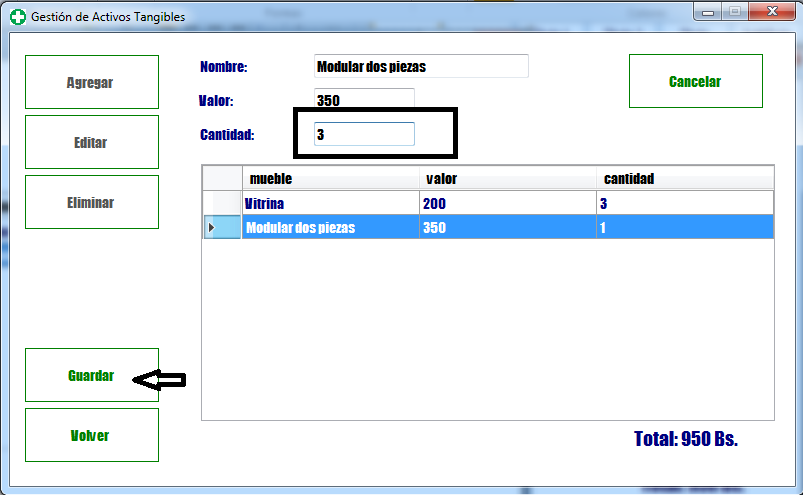 Gestión de Activos Tangibles
Agregar
Editar
Eliminar
Guardar
Volver
Nombre: Modular dos piezas
Valor: 350
Cantidad: 3
Cancelar
mueble valor cantidad
Vitrina 200 3
Modular dos piezas 350 1
Total: 950 Bs.